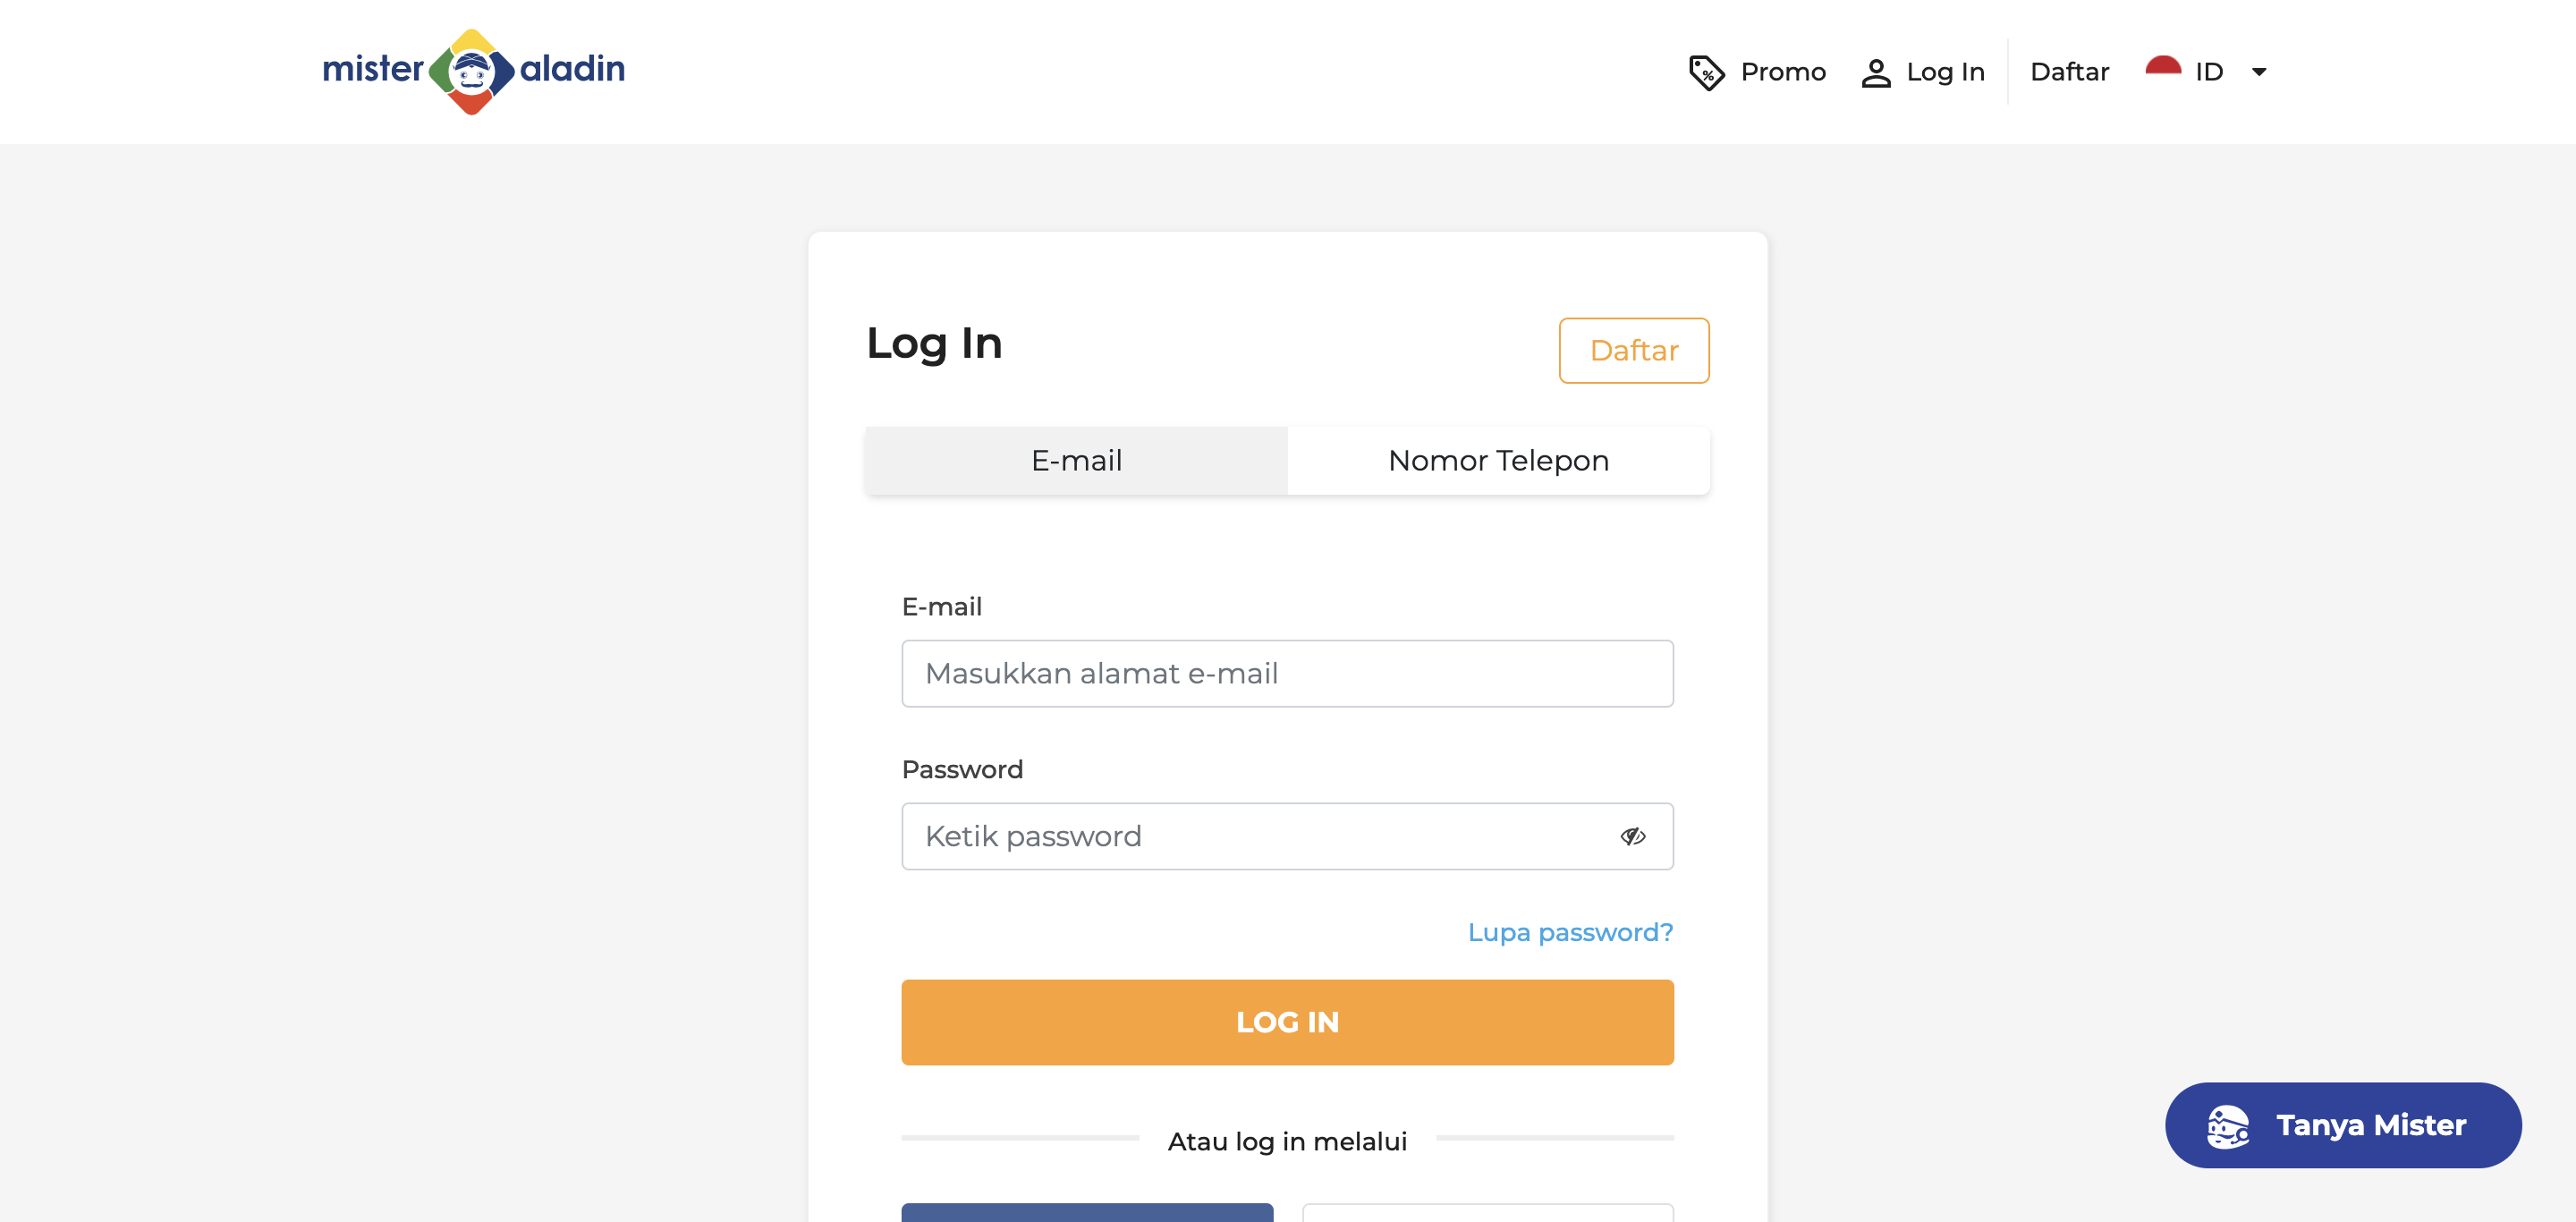 mister aladin
Promo
Log In
Daftar
ID
Log In
Daftar
E-mail
Nomor Telepon
E-mail
Masukkan alamat e-mail
Password
Ketik password
Lupa password?
LOG IN
Atau log in melalui
Tanya Mister